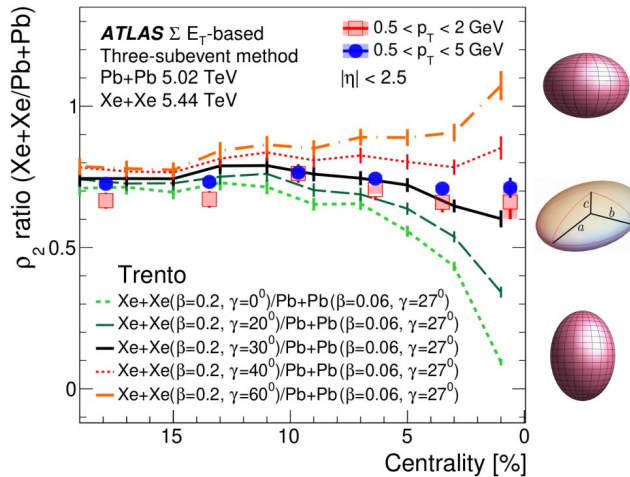 ATLAS Σ E_T-based
Three-subevent method
Pb+Pb 5.02 TeV
Xe+Xe 5.44 TeV
0.5 < p_T < 2 GeV
0.5 < p_T < 5 GeV
|η| < 2.5
ρ₂ ratio (Xe+Xe/Pb+Pb)
1
0.5
0
Trento
Xe+Xe(β=0.2, γ=0⁰)/Pb+Pb(β=0.06, γ=27⁰)
Xe+Xe(β=0.2, γ=20⁰)/Pb+Pb(β=0.06, γ=27⁰)
Xe+Xe(β=0.2, γ=30⁰)/Pb+Pb(β=0.06, γ=27⁰)
Xe+Xe(β=0.2, γ=40⁰)/Pb+Pb(β=0.06, γ=27⁰)
Xe+Xe(β=0.2, γ=60⁰)/Pb+Pb(β=0.06, γ=27⁰)
15 10 5 0
Centrality [%]
c
a b